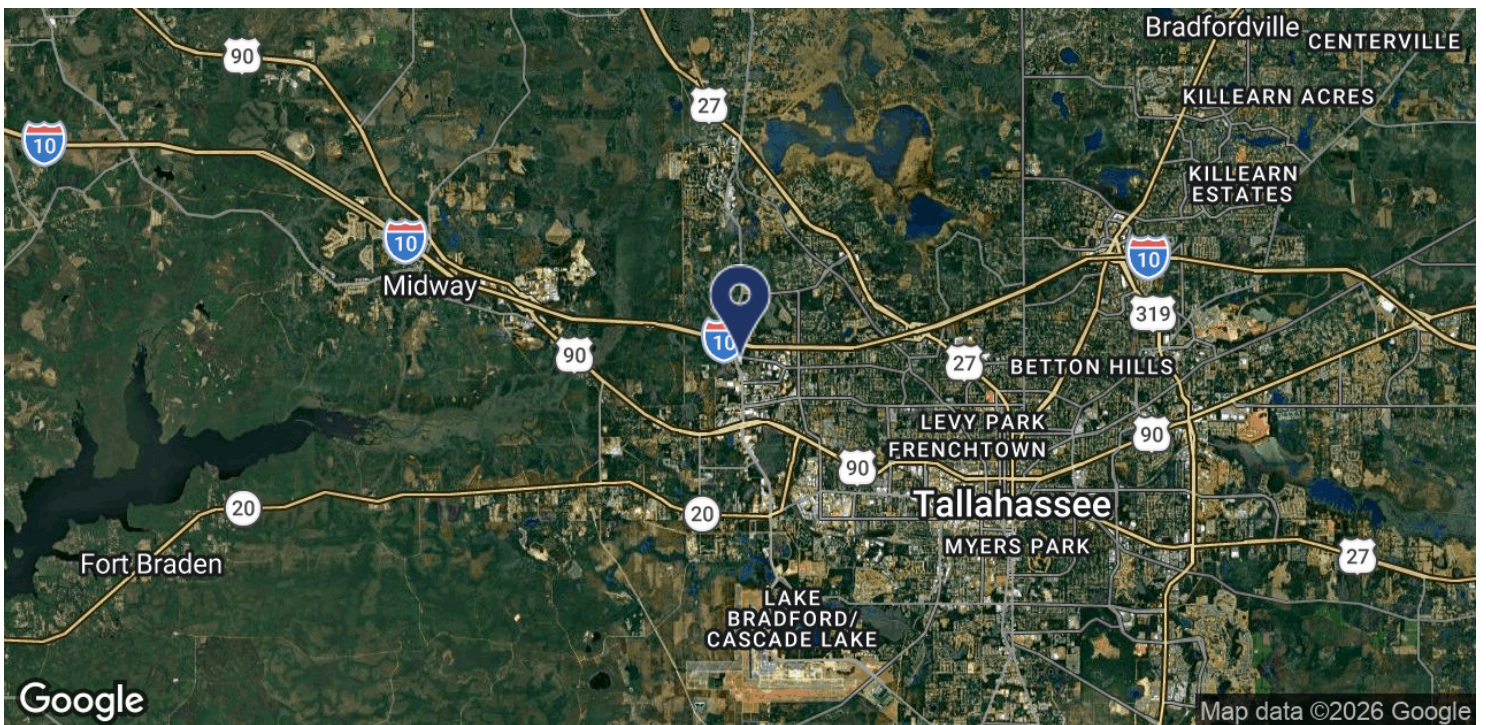 Bradfordville
CENTERVILLE
90
27
KILLEARN ACRES
10
KILLEARN
ESTATES
10
10
Midway
319
10
90
27
BETTON HILLS
LEVY PARK
90
FRENCHTOWN
90
Tallahassee
20
20
MYERS PARK
27
Fort Braden
LAKE
BRADFORD/
CASCADE LAKE
Google
Map data ©2026 Google